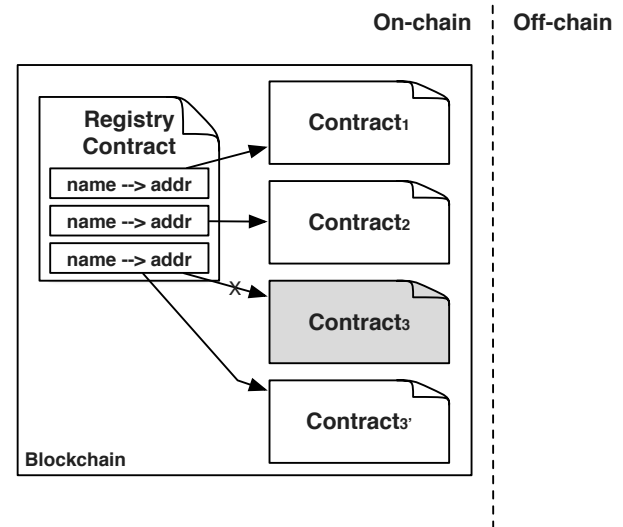 On-chain
Off-chain
Registry
Contract
name --> addr
name --> addr
name --> addr
Contract1
Contract2
X
Contract3
Contract3'
Blockchain